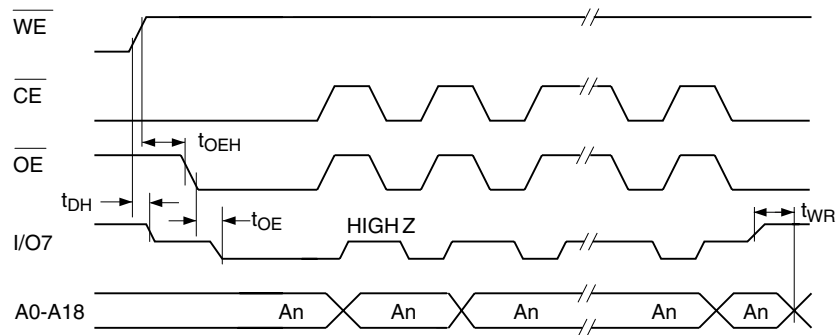 WE
CE
tOEH
OE
tDH
tOE
HIGH Z
tWR
I/O7
A0-A18
An An An An An